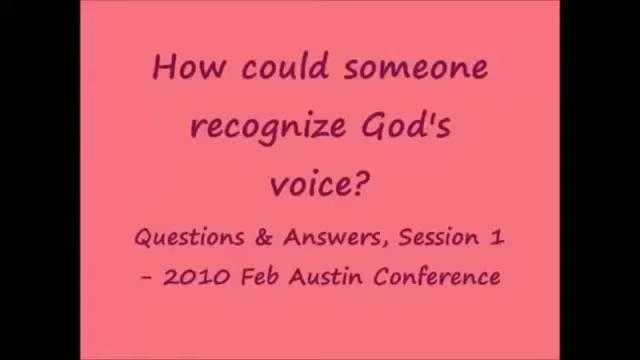 How could someone
recognize God's
voice?
Questions & Answers, Session 1
- 2010 Feb Austin Conference